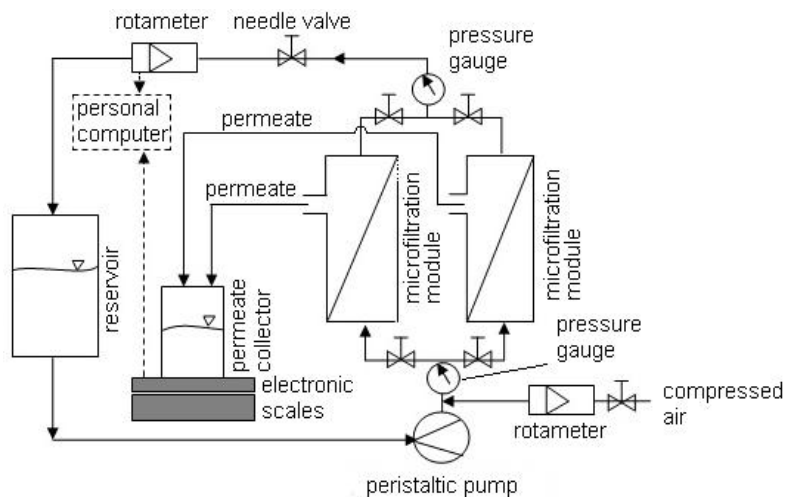 rotameter
needle valve
pressure
gauge
personal
computer
permeate
permeate
microfiltration
module
microfiltration
module
reservoir
permeate
collector
pressure
gauge
electronic
scales
compressed
air
rotameter
peristaltic pump